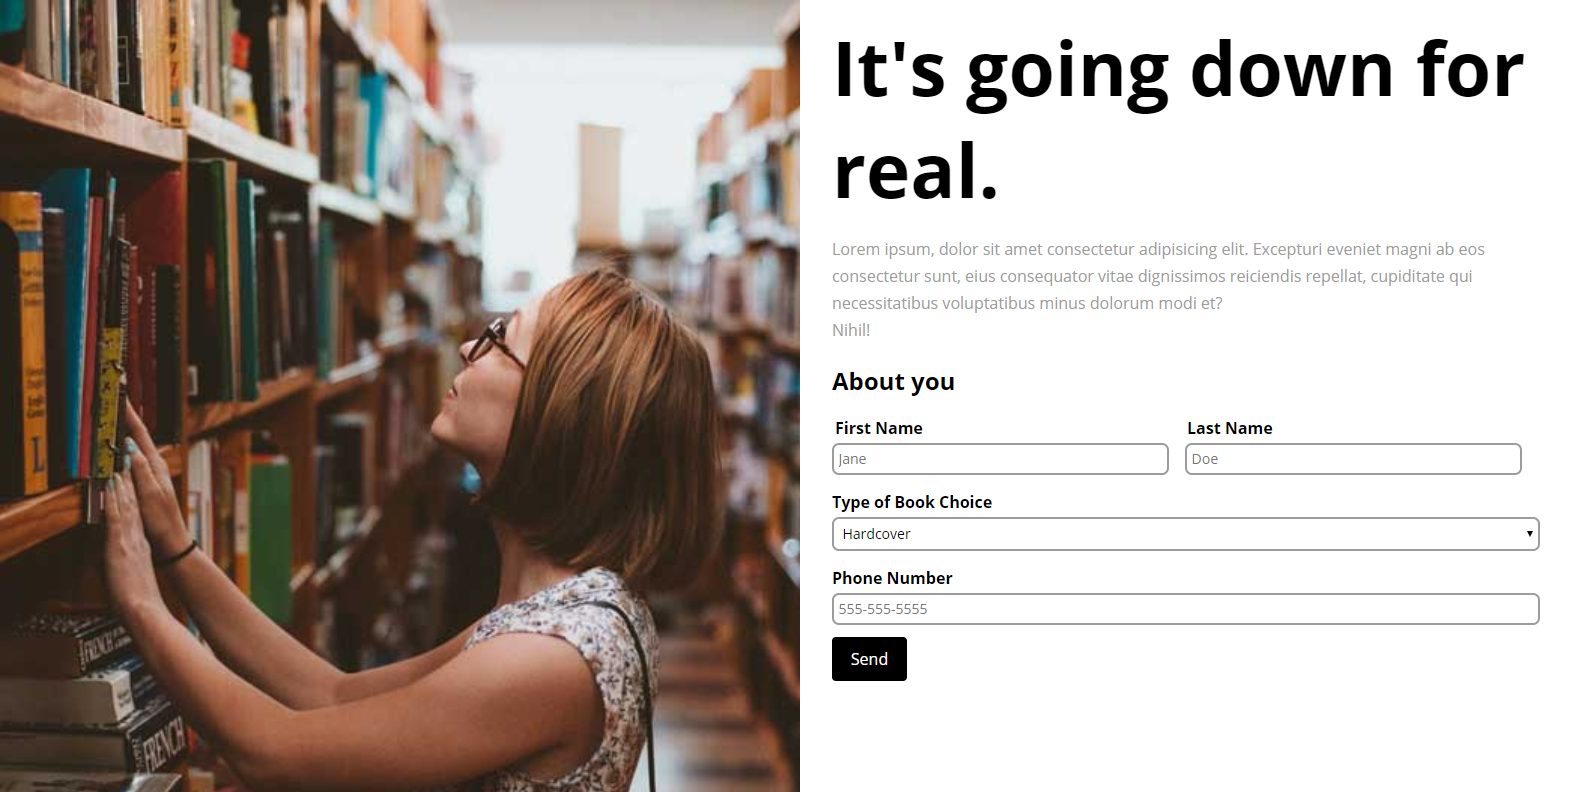 It's going down for
real.
Lorem ipsum, dolor sit amet consectetur adipisicing elit. Excepturi eveniet magni ab eos
consectetur sunt, eius consequator vitae dignissimos reiciendis repellat, cupiditate qui
necessitatibus voluptatibus minus dolorum modi et?
Nihil!
About you
First Name
Last Name
Jane
Doe
Type of Book Choice
Hardcover
Phone Number
555-555-5555
Send
L
FRENCH
FRENCH